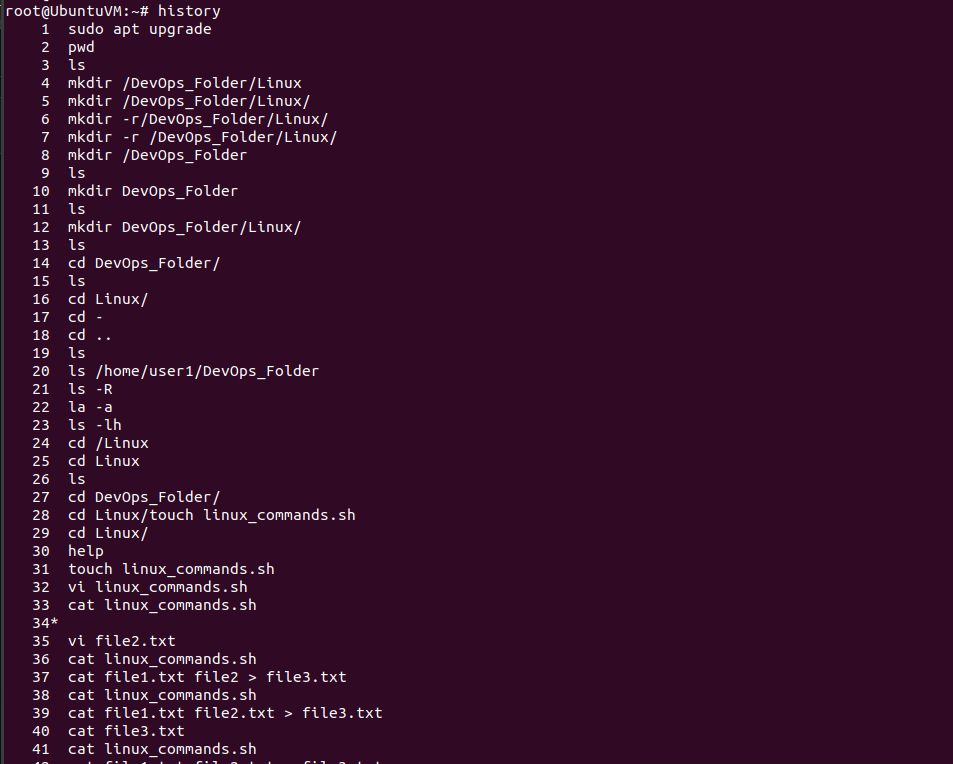 root@UbuntuVM:~# history
1 sudo apt upgrade
2 pwd
3 ls
4 mkdir /DevOps_Folder/Linux
5 mkdir /DevOps_Folder/Linux/
6 mkdir -r/DevOps_Folder/Linux/
7 mkdir -r /DevOps_Folder/Linux/
8 mkdir /DevOps_Folder
9 ls
10 mkdir DevOps_Folder
11 ls
12 mkdir DevOps_Folder/Linux/
13 ls
14 cd DevOps_Folder/
15 ls
16 cd Linux/
17 cd -
18 cd ..
19 ls
20 ls /home/user1/DevOps_Folder
21 ls -R
22 la -a
23 ls -lh
24 cd /Linux
25 cd Linux
26 ls
27 cd DevOps_Folder/
28 cd Linux/touch linux_commands.sh
29 cd Linux/
30 help
31 touch linux_commands.sh
32 vi linux_commands.sh
33 cat linux_commands.sh
34*
35 vi file2.txt
36 cat linux_commands.sh
37 cat file1.txt file2 > file3.txt
38 cat linux_commands.sh
39 cat file1.txt file2.txt > file3.txt
40 cat file3.txt
41 cat linux_commands.sh